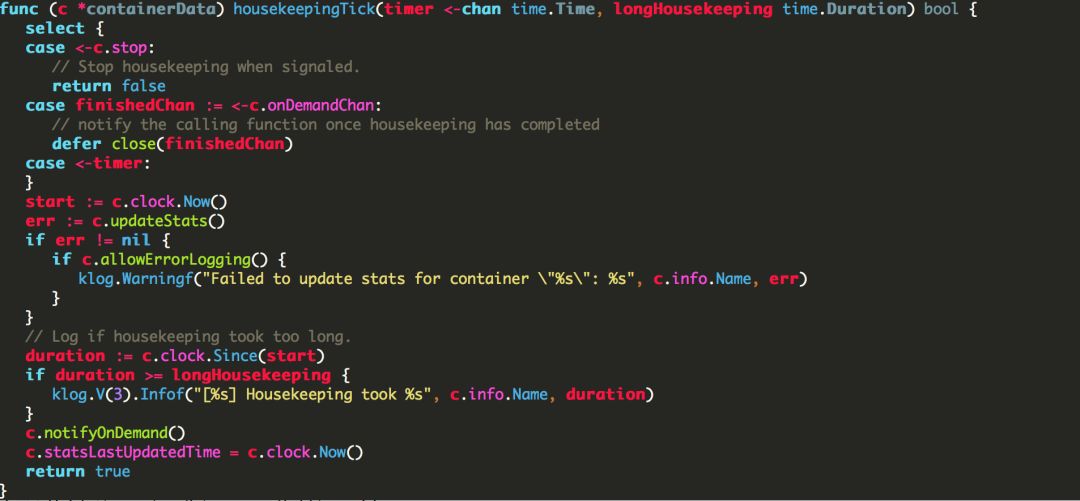 func (c *containerData) housekeepingTick(timer <-chan time.Time, longHousekeeping time.Duration) bool {
select {
case <-c.stop:
// Stop housekeeping when signaled.
return false
case finishedChan := <-c.onDemandChan:
// notify the calling function once housekeeping has completed
defer close(finishedChan)
case <-timer:
}
start := c.clock.Now()
err := c.updateStats()
if err != nil {
if c.allowErrorLogging() {
klog.Warningf("Failed to update stats for container \"%s\": %s", c.info.Name, err)
}
}
// Log if housekeeping took too long.
duration := c.clock.Since(start)
if duration >= longHousekeeping {
klog.V(3).Infof("[%s] Housekeeping took %s", c.info.Name, duration)
}
c.notifyOnDemand()
c.statsLastUpdatedTime = c.clock.Now()
return true
}